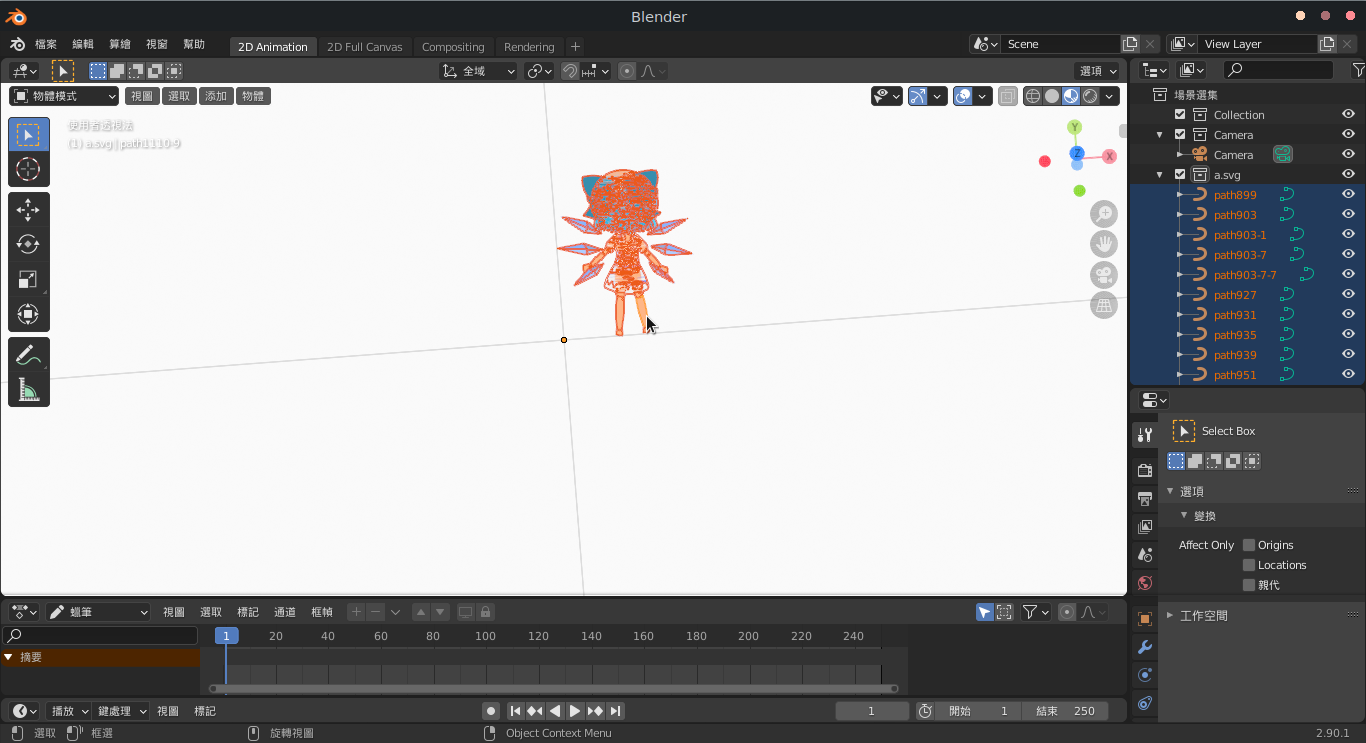 Blender
檔案 編輯 算繪 視窗 幫助 2D Animation 2D Full Canvas Compositing Rendering + Scene View Layer
全域 選項
物體模式 視圖 選取 添加 物體
使用者透視法
(1) a.svg | path1110-9
Y
Z X
場景選集
Collection
Camera
Camera
a.svg
path899
path903
path903-1
path903-7
path903-7-7
path927
path931
path935
path939
path951
Select Box
選項
變換
Affect Only Origins
Locations
親代
工作空間
蠟筆 視圖 選取 標記 通道 框幀
1 20 40 60 80 100 120 140 160 180 200 220 240
摘要
播放 鍵處理 視圖 標記 1 開始 1 結束 250
選取 框選 旋轉視圖 Object Context Menu 2.90.1